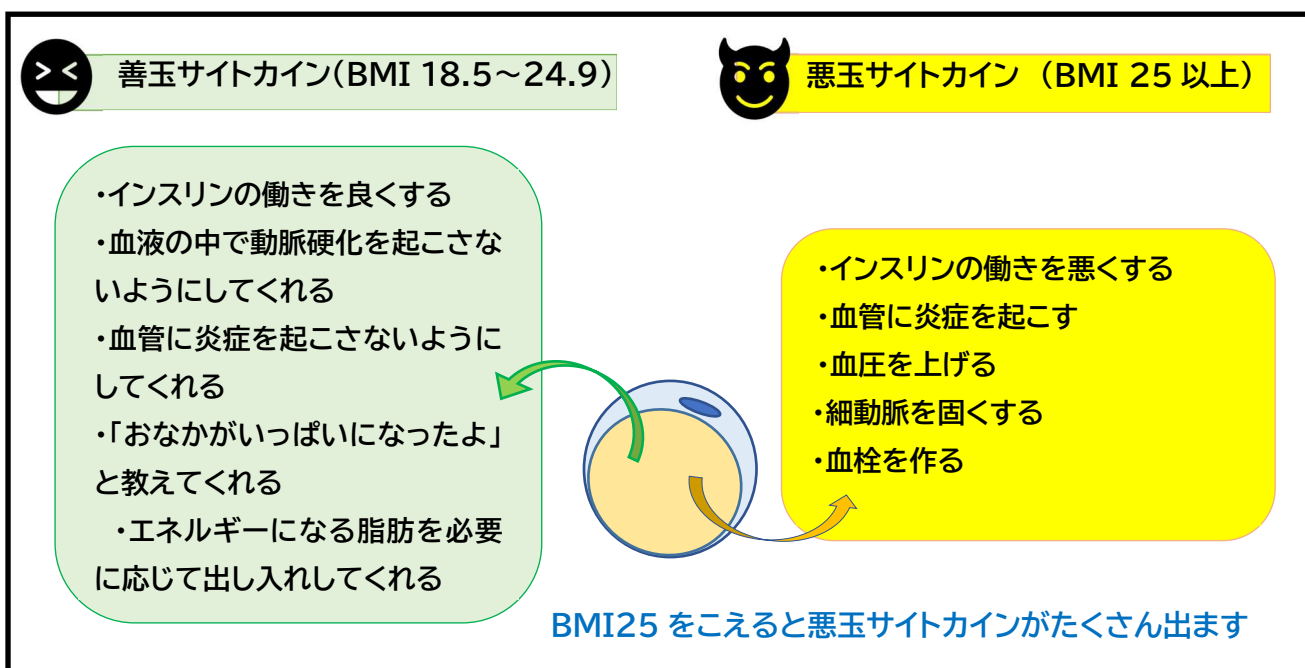 善玉サイトカイン(BMI 18.5～24.9)
悪玉サイトカイン (BMI 25 以上)
・インスリンの働きを良くする
・血液の中で動脈硬化を起こさな
いようにしてくれる
・血管に炎症を起こさないように
してくれる
・「おなかがいっぱいになったよ」
と教えてくれる
・エネルギーになる脂肪を必要
に応じて出し入れしてくれる
・インスリンの働きを悪くする
・血管に炎症を起こす
・血圧を上げる
・細動脈を固くする
・血栓を作る
BMI25 をこえると悪玉サイトカインがたくさん出ます